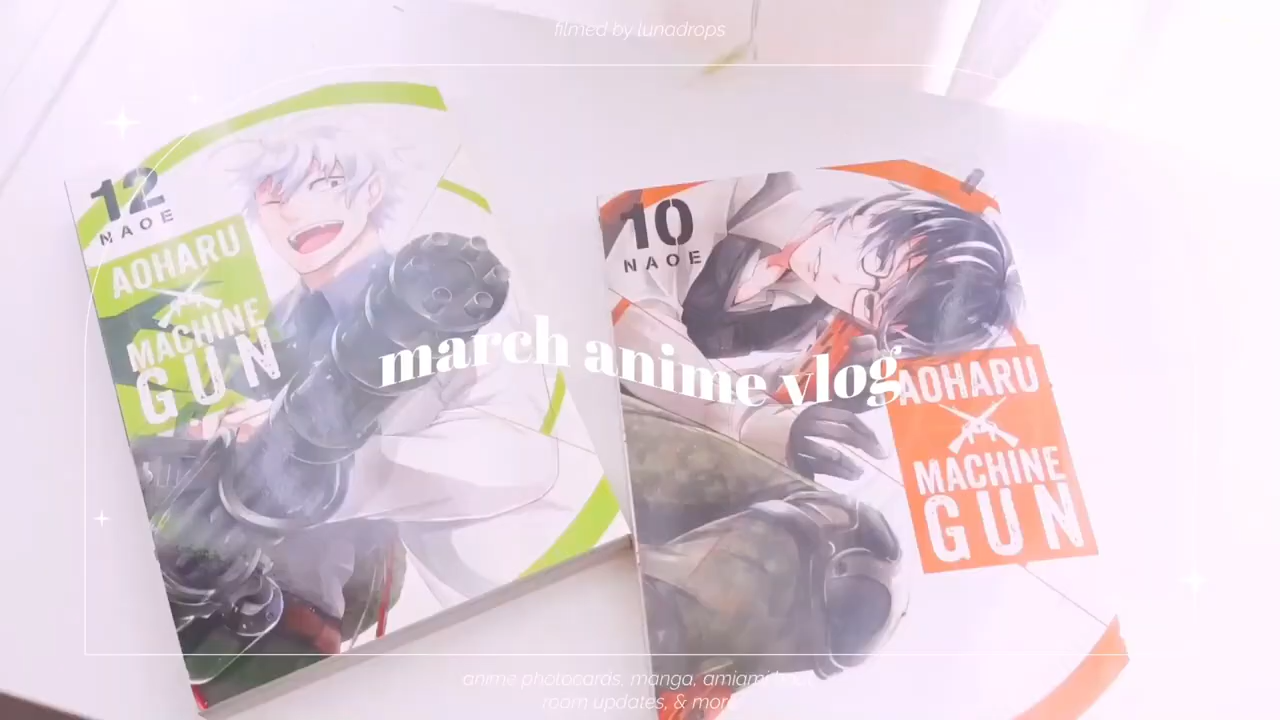 filmed by lunadrops
12
NAOE
AOHARU
MACHINE
GUN
10
NAOE
AOHARU
MACHINE
GUN
march anime vlog
anime photocards, manga, amiami
room updates, & more